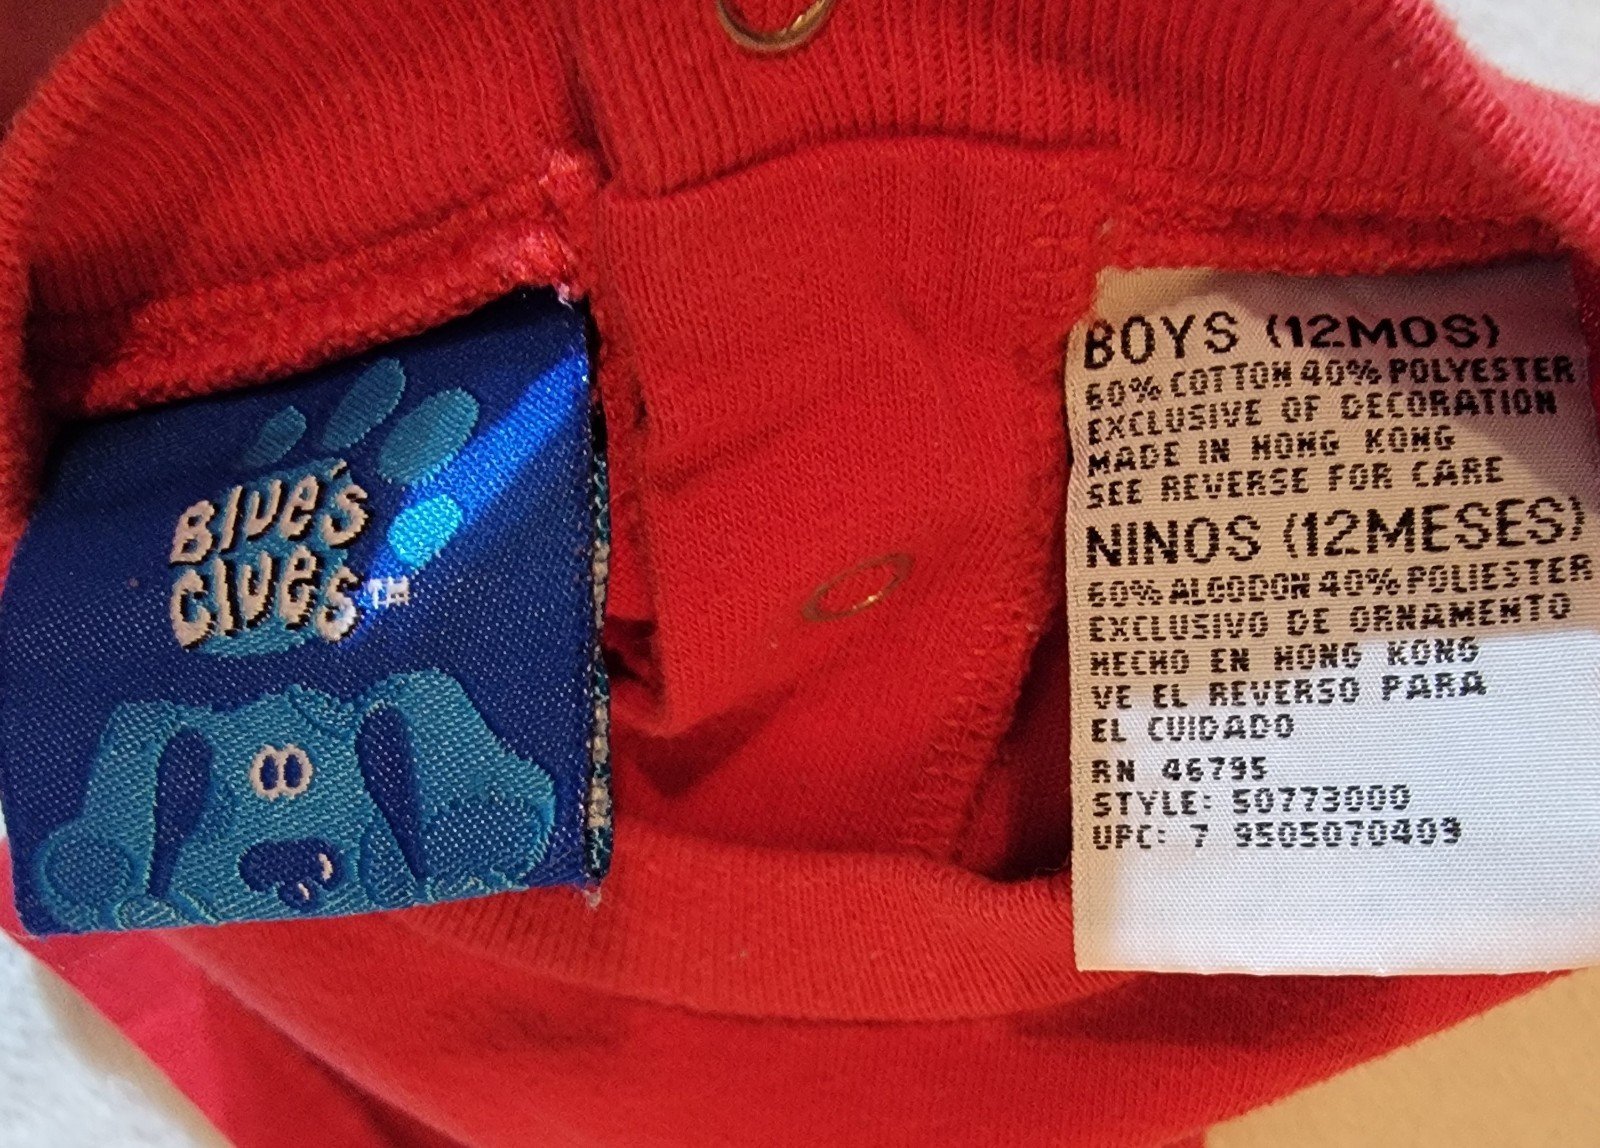 Blue's
Clues™
BOYS (12MOS)
60% COTTON 40% POLYESTER
EXCLUSIVE OF DECORATION
MADE IN HONG KONG
SEE REVERSE FOR CARE
NINOS (12MESES)
60% ALGODON 40% POLIESTER
EXCLUSIVO DE ORNAMENTO
HECHO EN HONG KONG
VE EL REVERSO PARA
EL CUIDADO
RN 46795
STYLE: 50773000
UPC: 7 9505070409